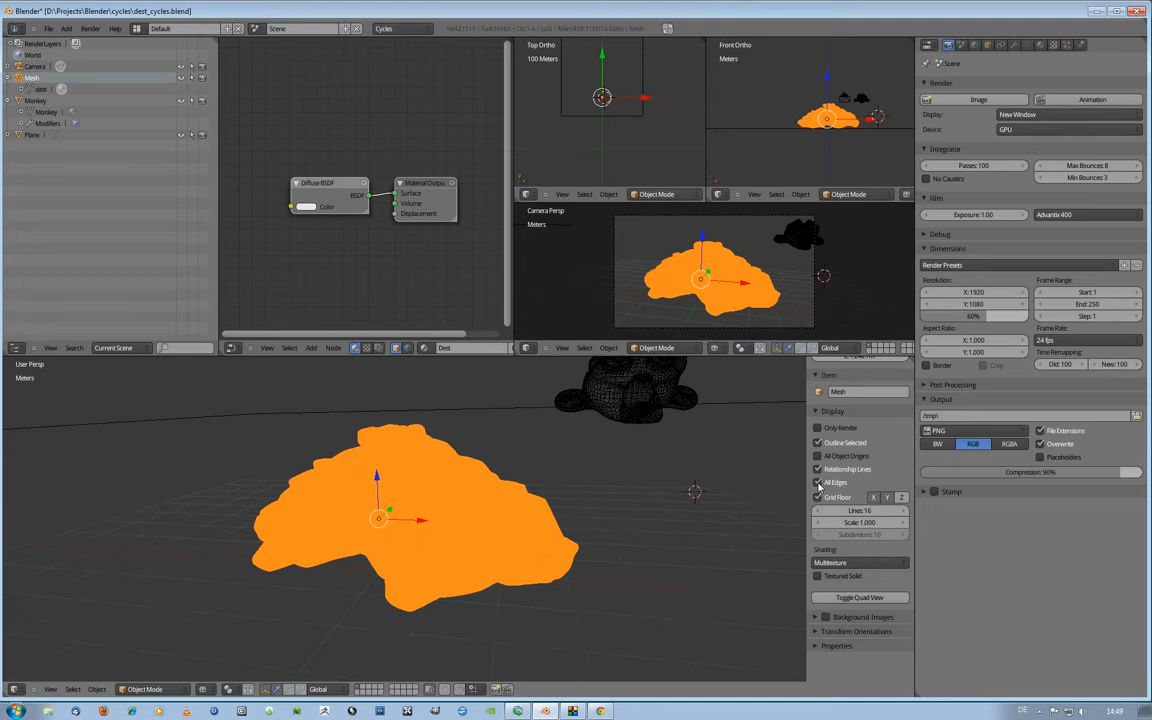 Blender* [D:\Projects\Blender\cycles\dest_cycles.blend]
File Add Render Help Default Scene Cycles
RenderLayers
World
Camera
Mesh
dest
Monkey
Monkey
Modifiers
Plane
Diffuse BSDF
BSDF
Color
Material Outpu
Surface
Volume
Displacement
View Search Current Scene
View Select Add Node Dest
Top Ortho
100 Meters
View Select Object Object Mode
Front Ortho
Meters
View Select Object Object Mode
Camera Persp
Meters
View Select Object Object Mode Global
User Persp
Meters
View Select Object Object Mode Global
Item
Mesh
Display
Only Render
Outline Selected
All Object Origins
Relationship Lines
All Edges
Grid Floor X Y Z
Lines: 16
Scale: 1.000
Subdivisions: 10
Shading:
Multitexture
Textured Solid
Toggle Quad View
Background Images
Transform Orientations
Properties
Scene
Render
Image Animation
Display: New Window
Device: GPU
Integrator
Passes: 100 Max Bounces: 8
No Caustics Min Bounces: 3
Film
Exposure: 1.00 Advantix 400
Debug
Dimensions
Render Presets
Resolution: Frame Range:
X: 1920 Start: 1
Y: 1080 End: 250
60% Step: 1
Aspect Ratio: Frame Rate:
X: 1.000 24 fps
Y: 1.000 Time Remapping:
Border Crop Old: 100 New: 100
Post Processing
Output
/tmp\
PNG File Extensions
BW RGB RGBA Overwrite
Placeholders
Compression: 90%
Stamp
DE 14:49